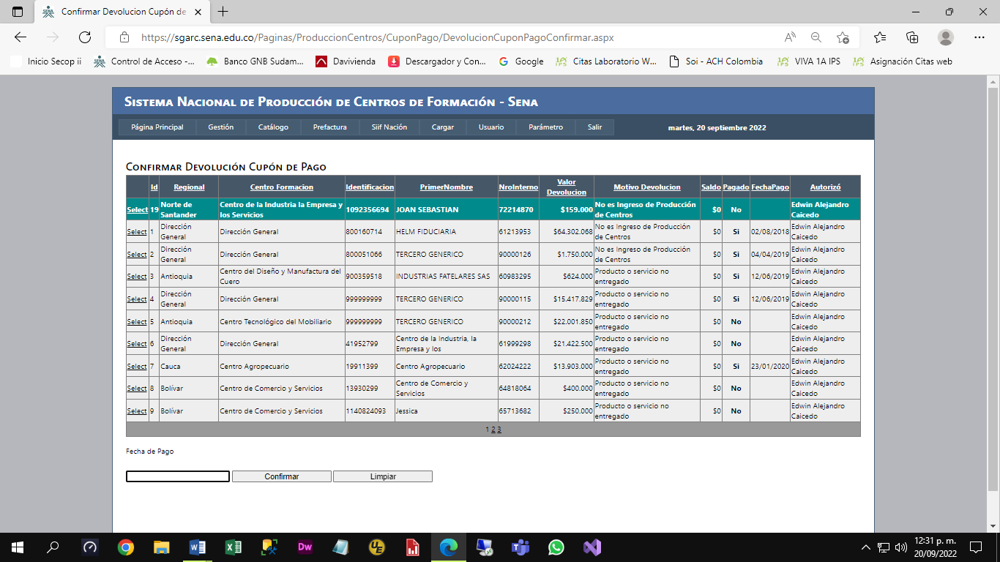 Confirmar Devolucion Cupón de
https://sgarc.sena.edu.co/Paginas/ProduccionCentros/CuponPago/DevolucionCuponPagoConfirmar.aspx
Inicio Secop ii Control de Acceso -... Banco GNB Sudam... Davivienda Descargador y Con... Google Citas Laboratorio W... Soi - ACH Colombia VIVA 1A IPS Asignación Citas web
Sistema Nacional de Producción de Centros de Formación - Sena
Página Principal Gestión Catálogo Prefactura Siif Nación Cargar Usuario Parámetro Salir martes, 20 septiembre 2022
Confirmar Devolución Cupón de Pago
Id Regional Centro Formacion Identificacion PrimerNombre NroInterno Valor Devolucion Motivo Devolucion Saldo Pagado FechaPago Autorizó
Select 19 Norte de Santander Centro de la Industria la Empresa y los Servicios 1092356694 JOAN SEBASTIAN 72214870 $159.000 No es Ingreso de Producción de Centros $0 No Edwin Alejandro Caicedo
Select 1 Dirección General Dirección General 800160714 HELM FIDUCIARIA 61213953 $64.302.068 No es Ingreso de Producción de Centros $0 Si 02/08/2018 Edwin Alejandro Caicedo
Select 2 Dirección General Dirección General 800051066 TERCERO GENERICO 90000126 $1.750.000 No es Ingreso de Producción de Centros $0 Si 04/04/2019 Edwin Alejandro Caicedo
Select 3 Antioquia Centro del Diseño y Manufactura del Cuero 900359518 INDUSTRIAS FATELARES SAS 60983295 $624.000 Producto o servicio no entregado $0 Si 12/06/2019 Edwin Alejandro Caicedo
Select 4 Dirección General Dirección General 999999999 TERCERO GENERICO 90000115 $15.417.829 Producto o servicio no entregado $0 Si 12/06/2019 Edwin Alejandro Caicedo
Select 5 Antioquia Centro Tecnológico del Mobiliario 999999999 TERCERO GENERICO 90000212 $22.001.850 Producto o servicio no entregado $0 No Edwin Alejandro Caicedo
Select 6 Dirección General Dirección General 41952799 Centro de la Industria, la Empresa y los 61999298 $21.422.500 Producto o servicio no entregado $0 No Edwin Alejandro Caicedo
Select 7 Cauca Centro Agropecuario 19911399 Centro Agropecuario 62024222 $13.903.000 Producto o servicio no entregado $0 Si 23/01/2020 Edwin Alejandro Caicedo
Select 8 Bolívar Centro de Comercio y Servicios 13930299 Centro de Comercio y Servicios 64818064 $400.000 Producto o servicio no entregado $0 No Edwin Alejandro Caicedo
Select 9 Bolívar Centro de Comercio y Servicios 1140824093 Jessica 65713682 $250.000 Producto o servicio no entregado $0 No Edwin Alejandro Caicedo
1 2 3
Fecha de Pago
Confirmar Limpiar
12:31 p. m.
20/09/2022